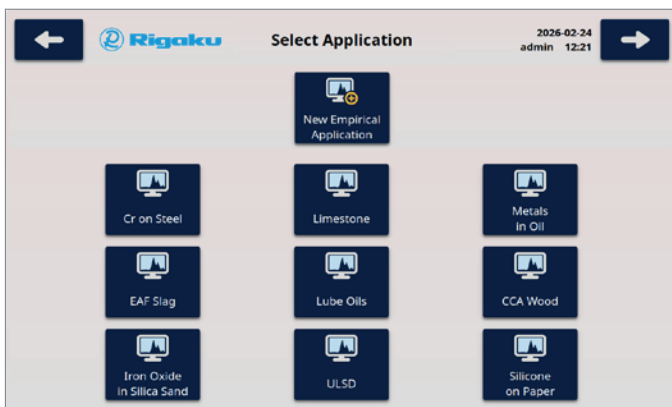 Rigaku
Select Application
2026-02-24
admin 12:21
New Empirical
Application
Cr on Steel
Limestone
Metals
in Oil
EAF Slag
Lube Oils
CCA Wood
Iron Oxide
in Silica Sand
ULSD
Silicone
on Paper